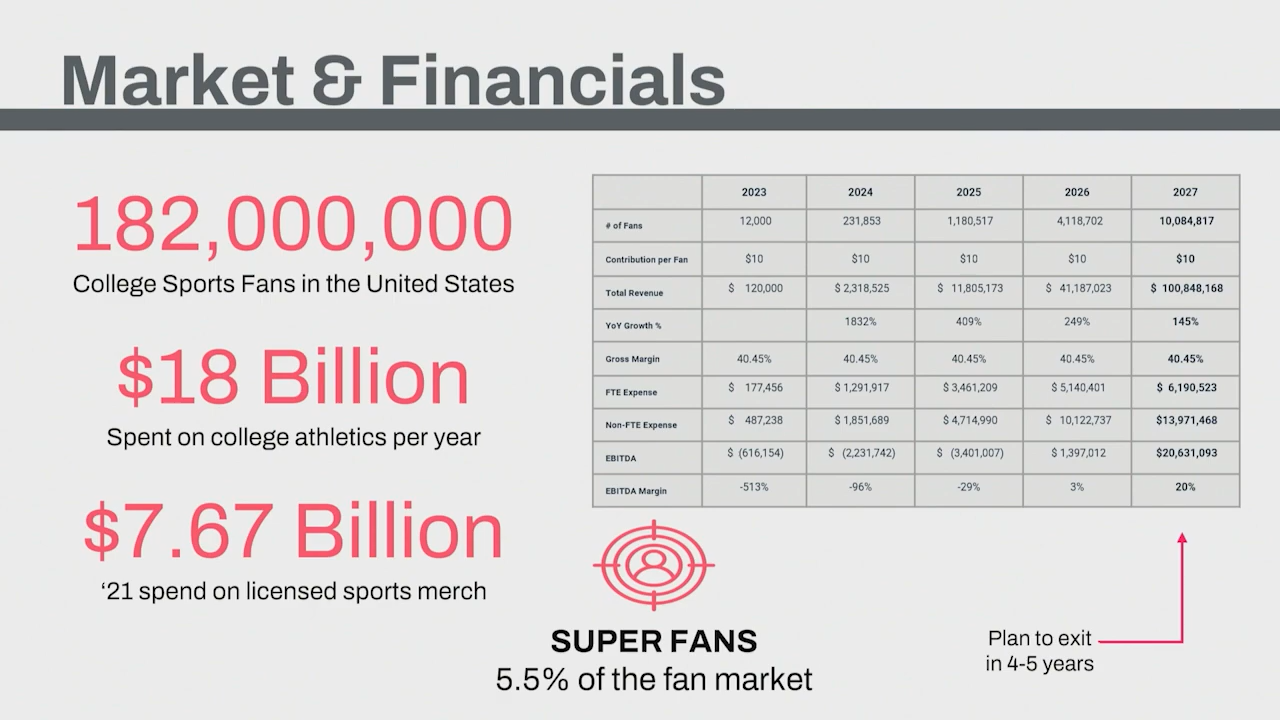 Market & Financials
182,000,000
College Sports Fans in the United States
$18 Billion
Spent on college athletics per year
$7.67 Billion
‘21 spend on licensed sports merch
2023 2024 2025 2026 2027
# of Fans 12,000 231,853 1,180,517 4,118,702 10,084,817
Contribution per Fan $10 $10 $10 $10 $10
Total Revenue $ 120,000 $ 2,318,525 $ 11,805,173 $ 41,187,023 $ 100,848,168
YoY Growth % 1832% 409% 249% 145%
Gross Margin 40.45% 40.45% 40.45% 40.45% 40.45%
FTE Expense $ 177,456 $ 1,291,917 $ 3,461,209 $ 5,140,401 $ 6,190,523
Non-FTE Expense $ 487,238 $ 1,851,689 $ 4,714,990 $ 10,122,737 $13,971,468
EBITDA $ (616,154) $ (2,231,742) $ (3,401,007) $ 1,397,012 $20,631,093
EBITDA Margin -513% -96% -29% 3% 20%
SUPER FANS
5.5% of the fan market
Plan to exit
in 4-5 years